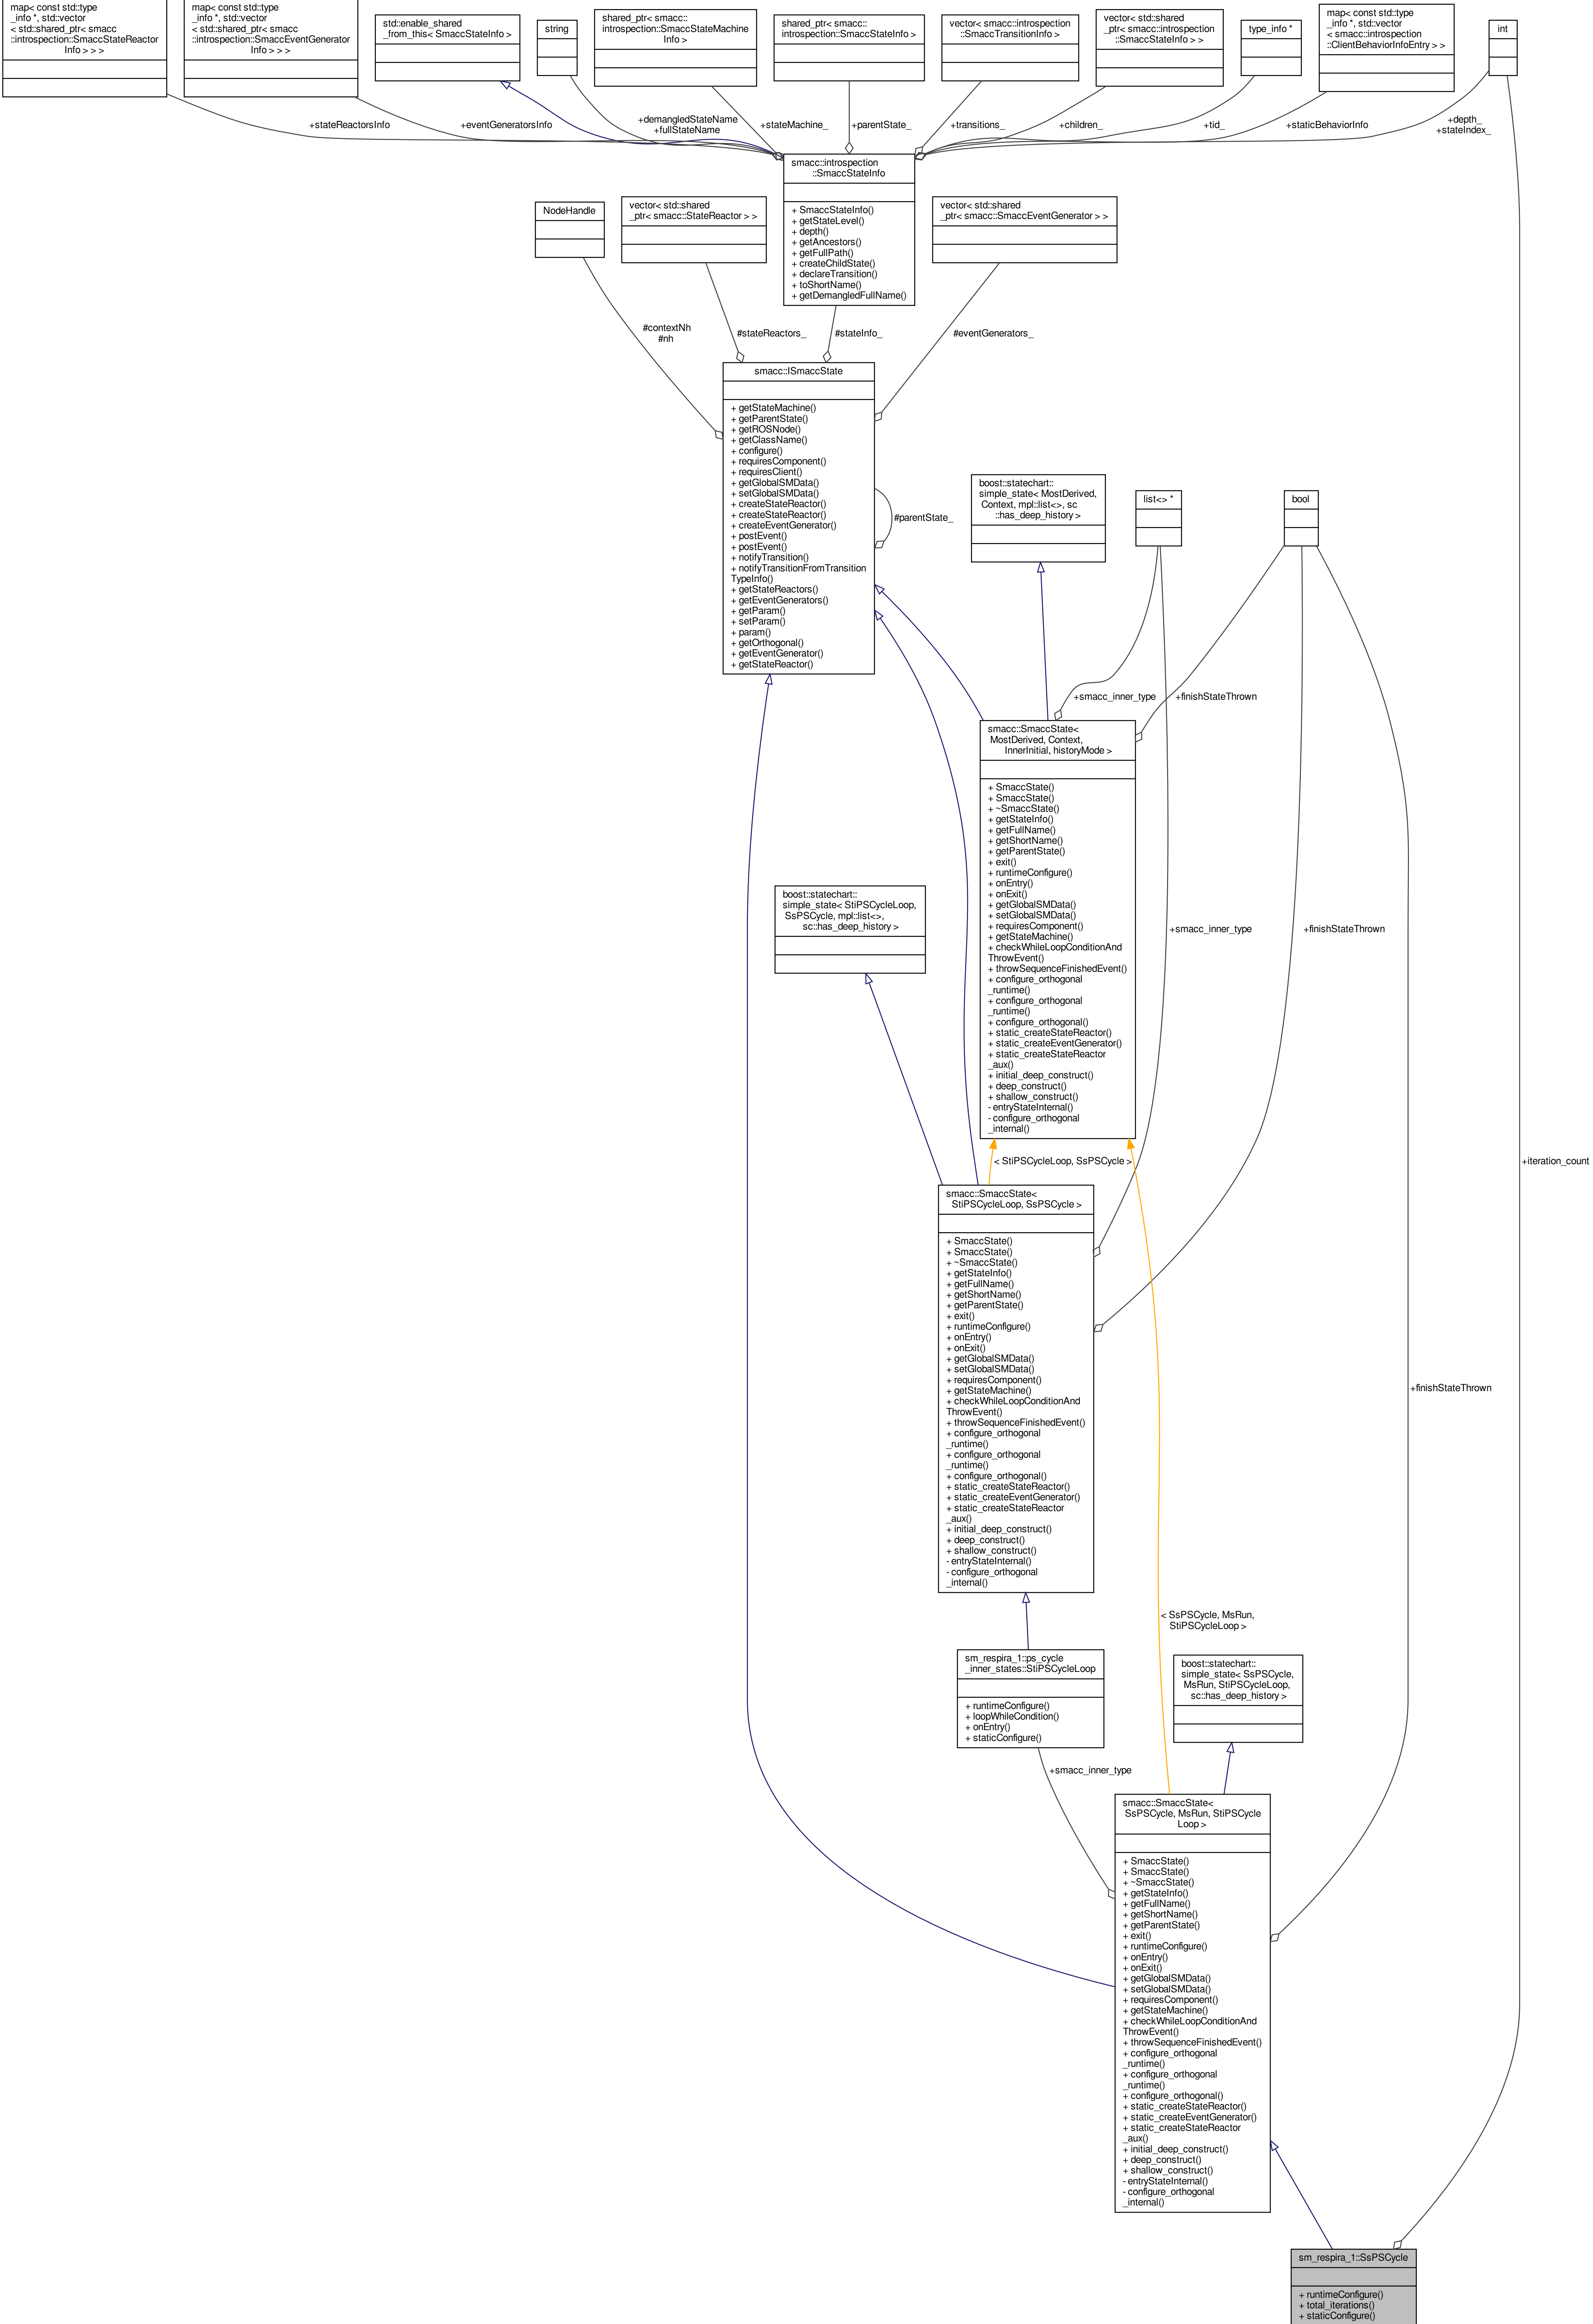 map< const std::type
_info *, std::vector
< std::shared_ptr< smacc
::introspection::SmaccStateReactor
Info > > >
map< const std::type
_info *, std::vector
< std::shared_ptr< smacc
::introspection::SmaccEventGenerator
Info > > >
std::enable_shared
_from_this< SmaccStateInfo >
string
shared_ptr< smacc::
introspection::SmaccStateMachine
Info >
shared_ptr< smacc::
introspection::SmaccStateInfo >
vector< smacc::introspection
::SmaccTransitionInfo >
vector< std::shared
_ptr< smacc::introspection
::SmaccStateInfo > >
type_info *
map< const std::type
_info *, std::vector
< smacc::introspection
::ClientBehaviorInfoEntry > >
int
+stateReactorsInfo
+eventGeneratorsInfo
+demangledStateName
+fullStateName
+stateMachine_
+parentState_
+transitions_
+children_
+tid_
+staticBehaviorInfo
+depth_
+stateIndex_
smacc::introspection
::SmaccStateInfo
+ SmaccStateInfo()
+ getStateLevel()
+ depth()
+ getAncestors()
+ getFullPath()
+ createChildState()
+ declareTransition()
+ toShortName()
+ getDemangledFullName()
NodeHandle
vector< std::shared
_ptr< smacc::StateReactor > >
vector< std::shared
_ptr< smacc::SmaccEventGenerator > >
#contextNh
#nh
#stateReactors_
#stateInfo_
#eventGenerators_
smacc::ISmaccState
+ getStateMachine()
+ getParentState()
+ getROSNode()
+ getClassName()
+ configure()
+ requiresComponent()
+ requiresClient()
+ getGlobalSMData()
+ setGlobalSMData()
+ createStateReactor()
+ createStateReactor()
+ createEventGenerator()
+ postEvent()
+ postEvent()
+ notifyTransition()
+ notifyTransitionFromTransition
TypeInfo()
+ getStateReactors()
+ getEventGenerators()
+ getParam()
+ setParam()
+ param()
+ getOrthogonal()
+ getEventGenerator()
+ getStateReactor()
#parentState_
boost::statechart::
simple_state< MostDerived,
Context, mpl::list<>, sc
::has_deep_history >
list<> *
bool
+smacc_inner_type
+finishStateThrown
smacc::SmaccState<
MostDerived, Context,
InnerInitial, historyMode >
+ SmaccState()
+ SmaccState()
+ ~SmaccState()
+ getStateInfo()
+ getFullName()
+ getShortName()
+ getParentState()
+ exit()
+ runtimeConfigure()
+ onEntry()
+ onExit()
+ getGlobalSMData()
+ setGlobalSMData()
+ requiresComponent()
+ getStateMachine()
+ checkWhileLoopConditionAnd
ThrowEvent()
+ throwSequenceFinishedEvent()
+ configure_orthogonal
_runtime()
+ configure_orthogonal
_runtime()
+ configure_orthogonal()
+ static_createStateReactor()
+ static_createEventGenerator()
+ static_createStateReactor
_aux()
+ initial_deep_construct()
+ deep_construct()
+ shallow_construct()
- entryStateInternal()
- configure_orthogonal
_internal()
boost::statechart::
simple_state< StiPSCycleLoop,
SsPSCycle, mpl::list<>,
sc::has_deep_history >
+smacc_inner_type
+finishStateThrown
< StiPSCycleLoop, SsPSCycle >
+iteration_count
smacc::SmaccState<
StiPSCycleLoop, SsPSCycle >
+ SmaccState()
+ SmaccState()
+ ~SmaccState()
+ getStateInfo()
+ getFullName()
+ getShortName()
+ getParentState()
+ exit()
+ runtimeConfigure()
+ onEntry()
+ onExit()
+ getGlobalSMData()
+ setGlobalSMData()
+ requiresComponent()
+ getStateMachine()
+ checkWhileLoopConditionAnd
ThrowEvent()
+ throwSequenceFinishedEvent()
+ configure_orthogonal
_runtime()
+ configure_orthogonal
_runtime()
+ configure_orthogonal()
+ static_createStateReactor()
+ static_createEventGenerator()
+ static_createStateReactor
_aux()
+ initial_deep_construct()
+ deep_construct()
+ shallow_construct()
- entryStateInternal()
- configure_orthogonal
_internal()
+finishStateThrown
< SsPSCycle, MsRun,
StiPSCycleLoop >
sm_respira_1::ps_cycle
_inner_states::StiPSCycleLoop
+ runtimeConfigure()
+ loopWhileCondition()
+ onEntry()
+ staticConfigure()
boost::statechart::
simple_state< SsPSCycle,
MsRun, StiPSCycleLoop,
sc::has_deep_history >
+smacc_inner_type
smacc::SmaccState<
SsPSCycle, MsRun, StiPSCycle
Loop >
+ SmaccState()
+ SmaccState()
+ ~SmaccState()
+ getStateInfo()
+ getFullName()
+ getShortName()
+ getParentState()
+ exit()
+ runtimeConfigure()
+ onEntry()
+ onExit()
+ getGlobalSMData()
+ setGlobalSMData()
+ requiresComponent()
+ getStateMachine()
+ checkWhileLoopConditionAnd
ThrowEvent()
+ throwSequenceFinishedEvent()
+ configure_orthogonal
_runtime()
+ configure_orthogonal
_runtime()
+ configure_orthogonal()
+ static_createStateReactor()
+ static_createEventGenerator()
+ static_createStateReactor
_aux()
+ initial_deep_construct()
+ deep_construct()
+ shallow_construct()
- entryStateInternal()
- configure_orthogonal
_internal()
sm_respira_1::SsPSCycle
+ runtimeConfigure()
+ total_iterations()
+ staticConfigure()